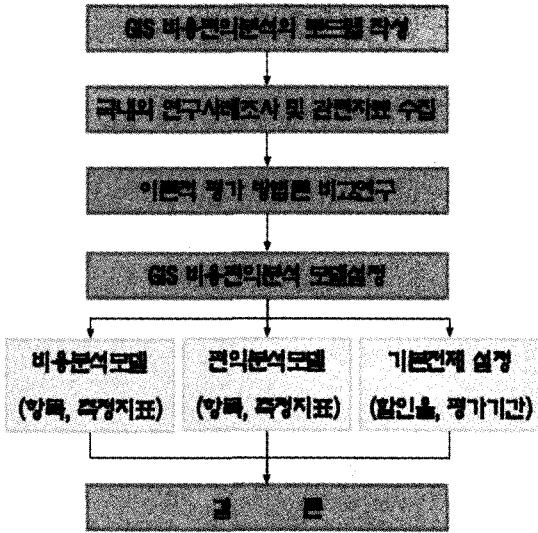 GIS 비용편익분석의 모드맵 작성
국내외 연구사례조사 및 관련자료 수집
이론적 평가 방법론 비교연구
GIS 비용편익분석 모델설정
비용분석모델
(항목, 측정지표)
편익분석모델
(항목, 측정지표)
기본전제 설정
(할인율, 평가기간)
결 론